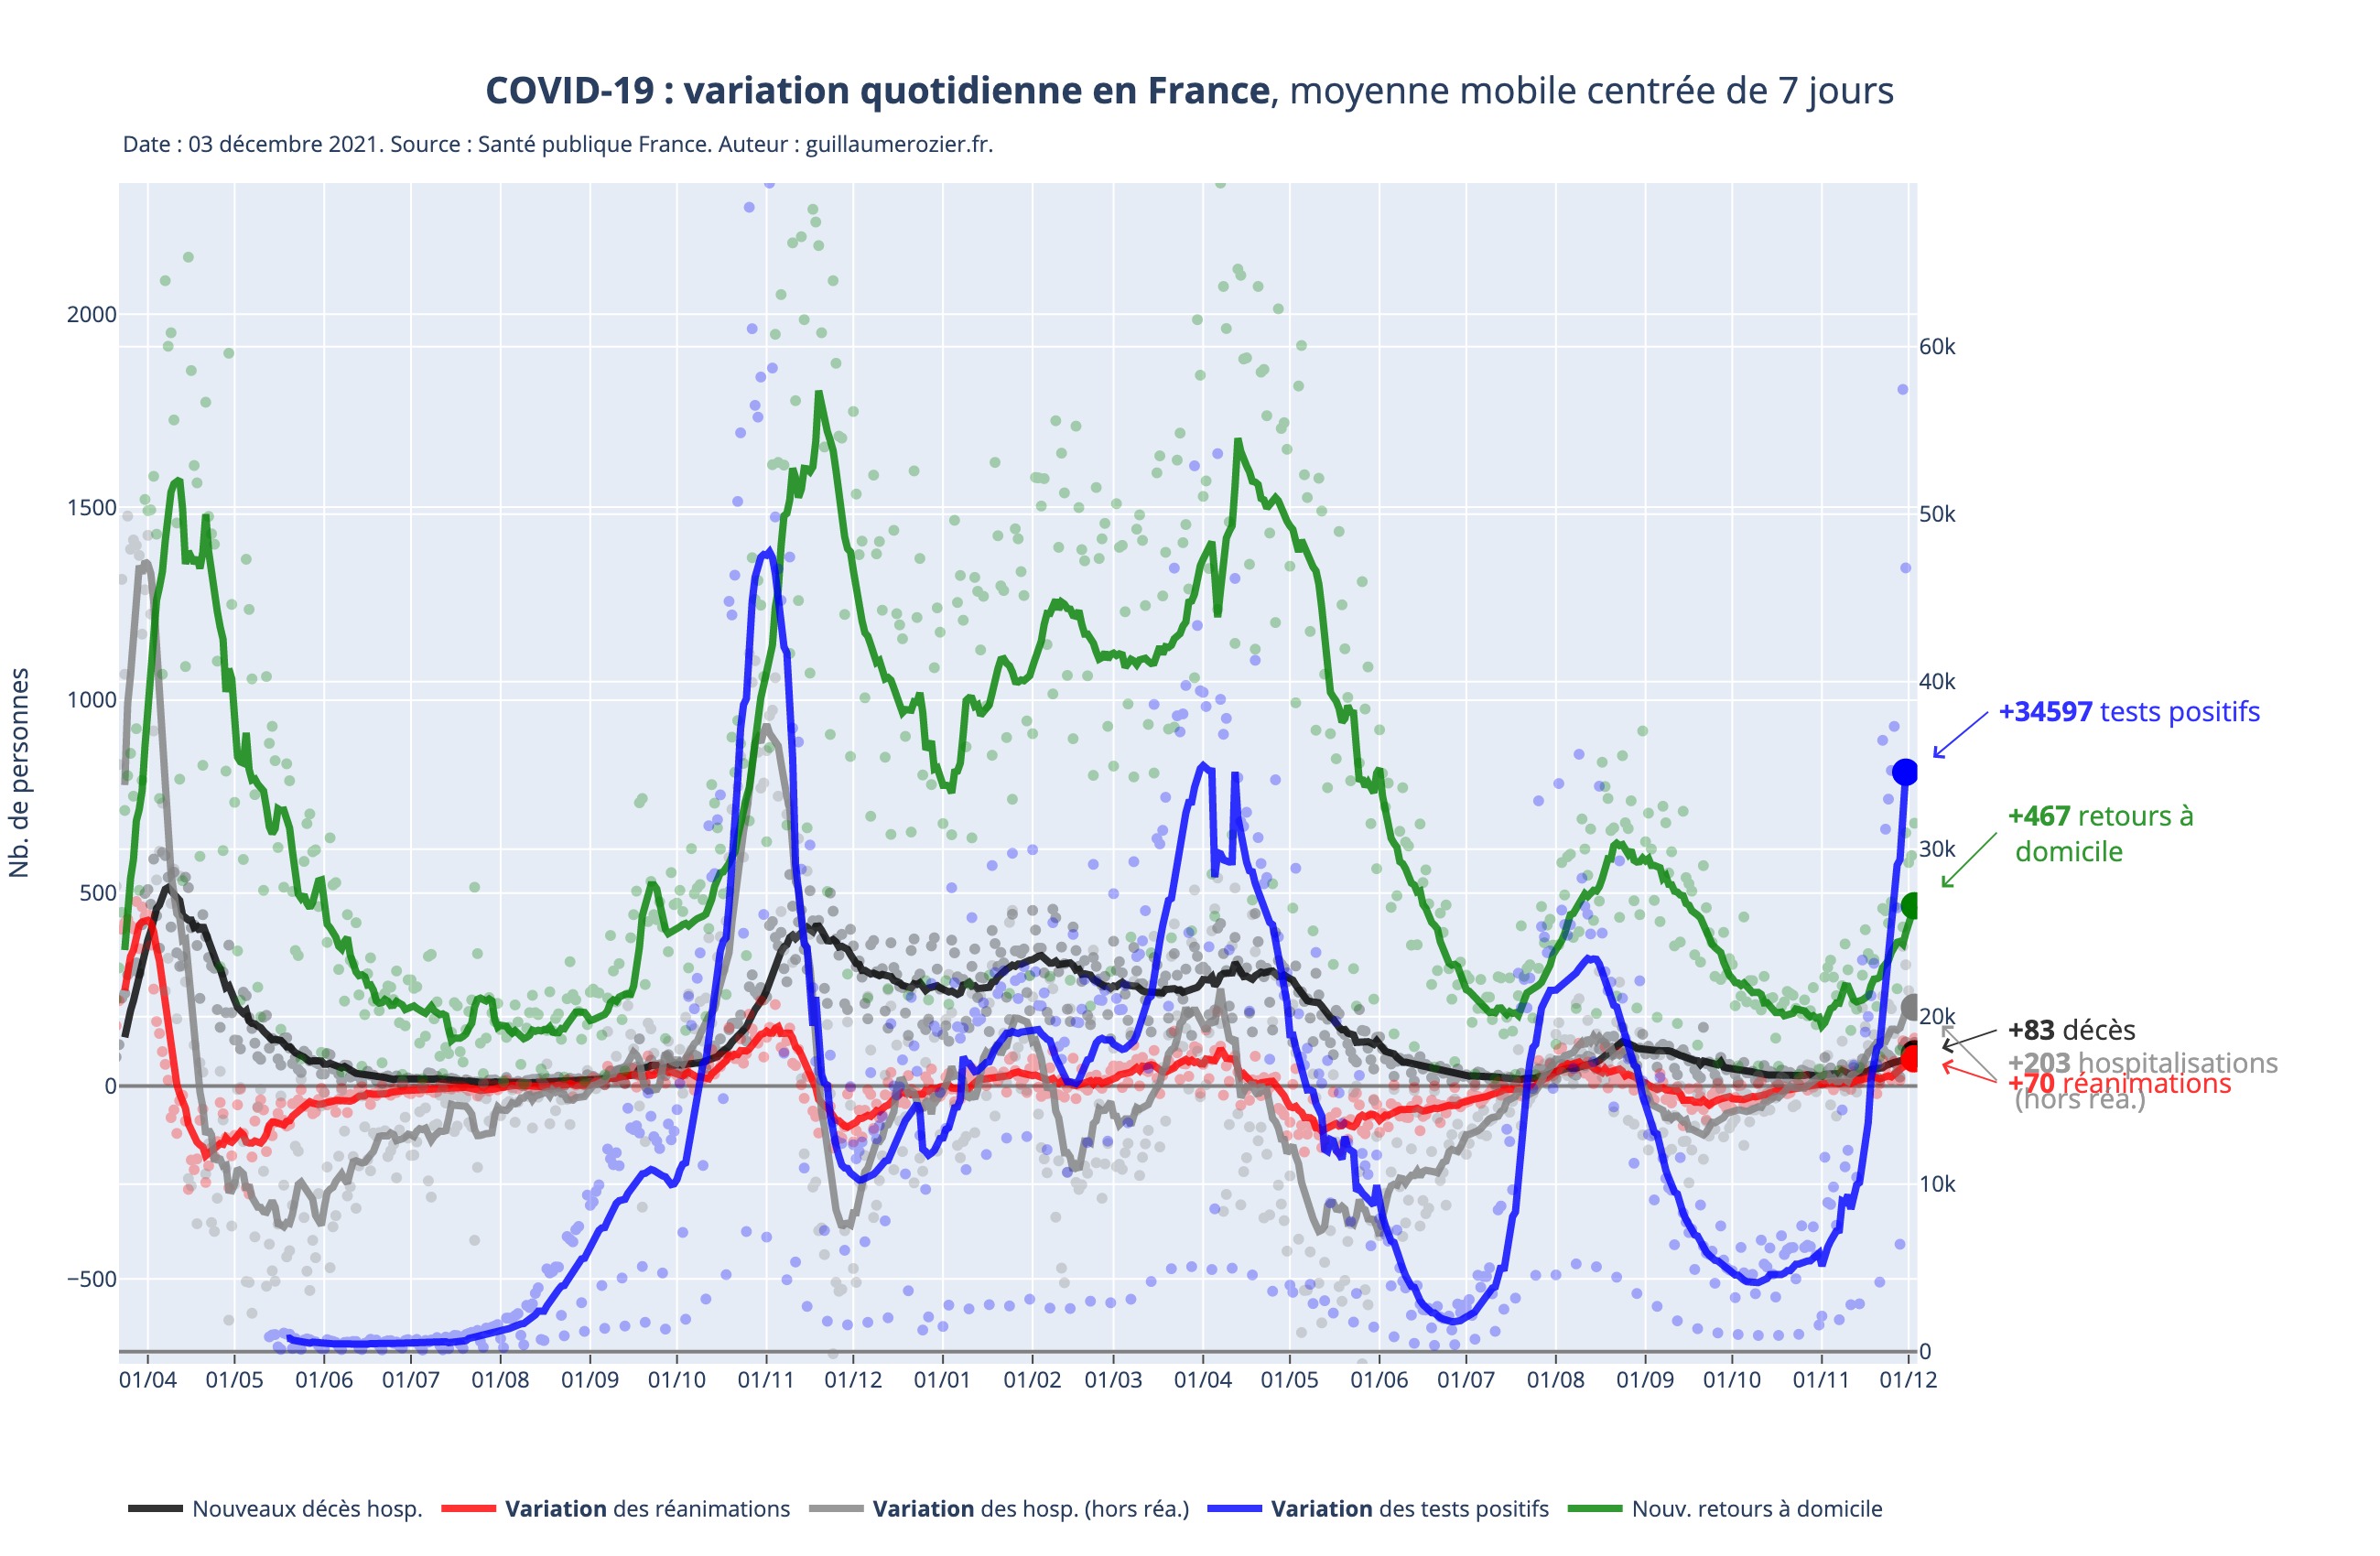 COVID-19 : variation quotidienne en France, moyenne mobile centrée de 7 jours
Date : 03 décembre 2021. Source : Santé publique France. Auteur : guillaumerozier.fr.
Nb. de personnes
2000
1500
1000
500
0
−500
60k
50k
40k
30k
20k
10k
0
+34597 tests positifs
+467 retours à
domicile
+83 décès
+203 hospitalisations
(hors réa.)
+70 réanimations
01/04 01/05 01/06 01/07 01/08 01/09 01/10 01/11 01/12 01/01 01/02 01/03 01/04 01/05 01/06 01/07 01/08 01/09 01/10 01/11 01/12
Nouveaux décès hosp. Variation des réanimations Variation des hosp. (hors réa.) Variation des tests positifs Nouv. retours à domicile